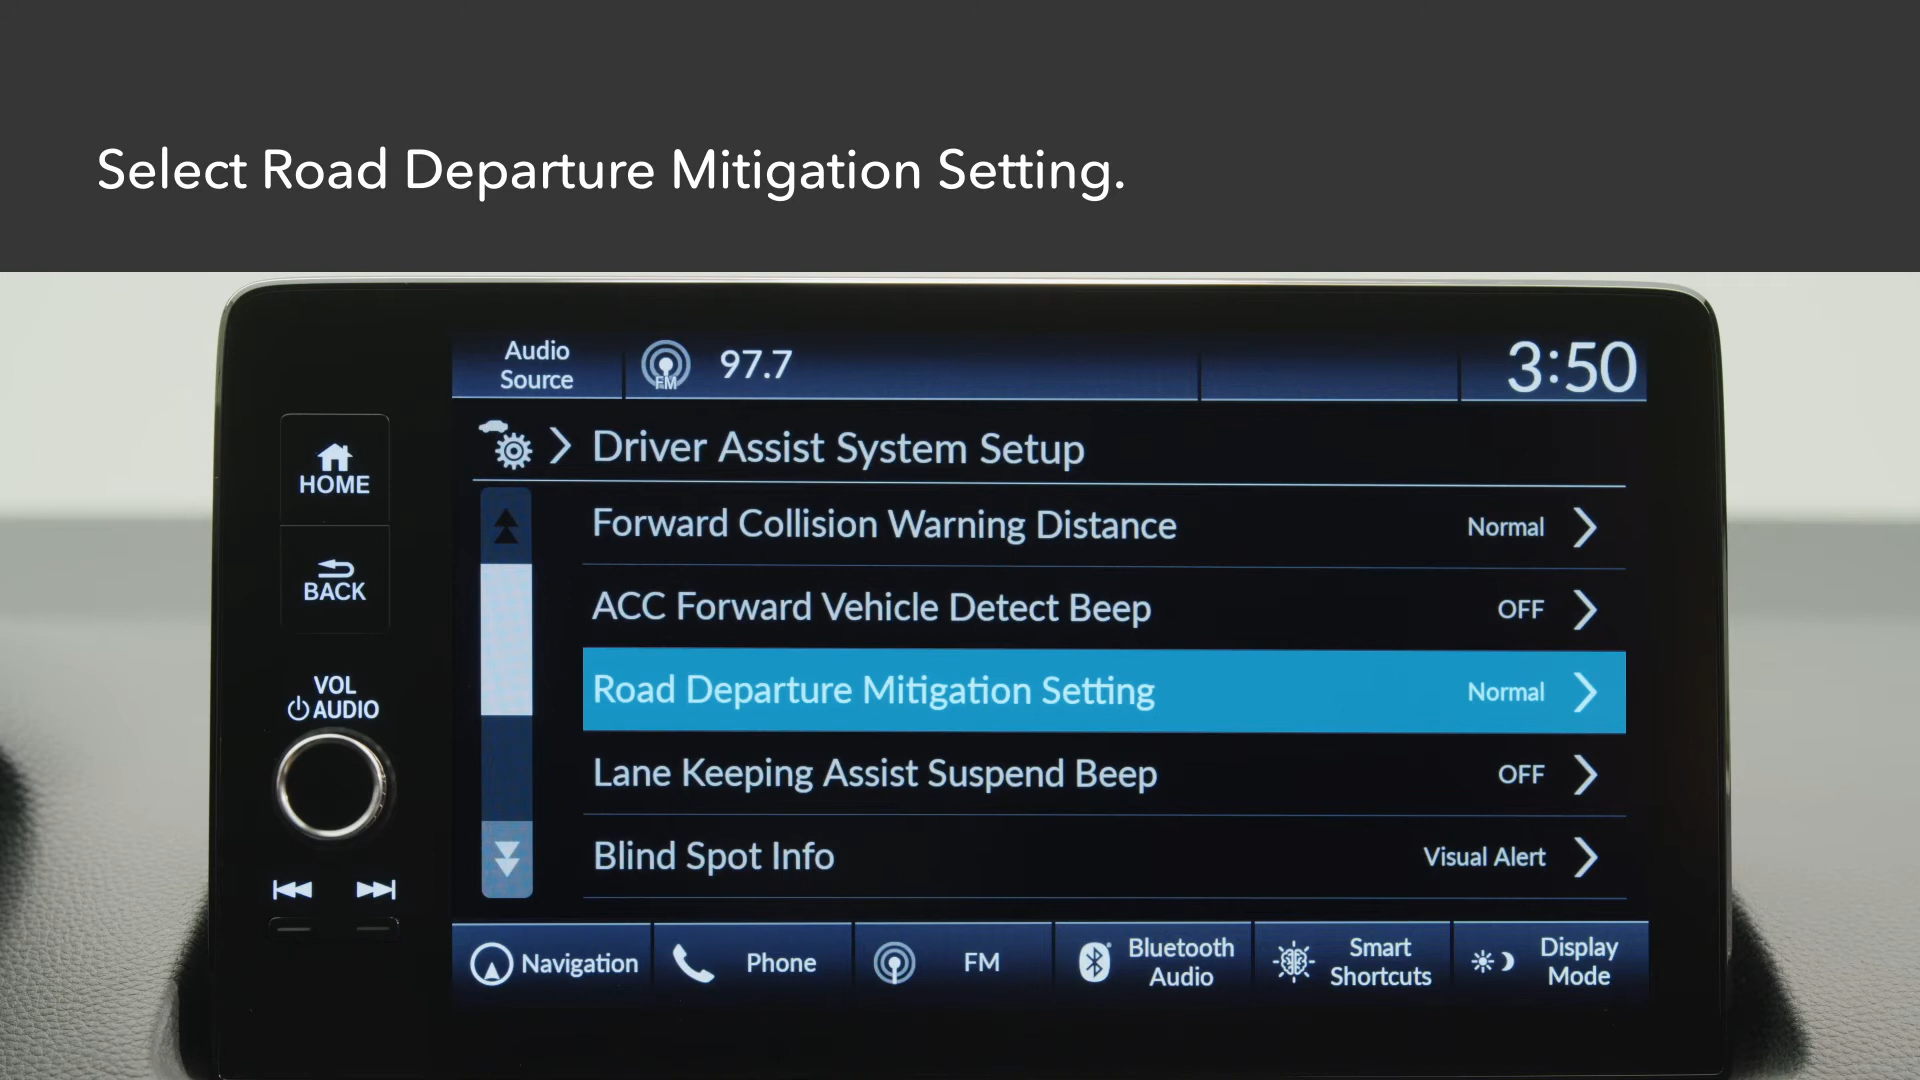 Select Road Departure Mitigation Setting.
Audio
Source
FM
97.7
3:50
HOME
BACK
VOL
AUDIO
Driver Assist System Setup
Forward Collision Warning Distance Normal
ACC Forward Vehicle Detect Beep OFF
Road Departure Mitigation Setting Normal
Lane Keeping Assist Suspend Beep OFF
Blind Spot Info Visual Alert
Navigation
Phone
FM
Bluetooth
Audio
Smart
Shortcuts
Display
Mode